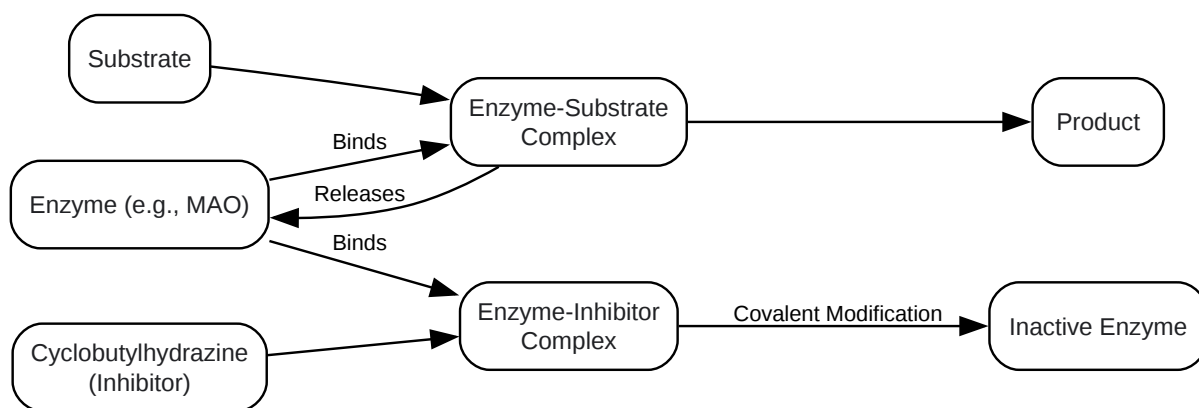 Substrate
Enzyme-Substrate
Complex
Product
Binds
Releases
Enzyme (e.g., MAO)
Binds
Enzyme-Inhibitor
Complex
Covalent Modification
Inactive Enzyme
Cyclobutylhydrazine
(Inhibitor)